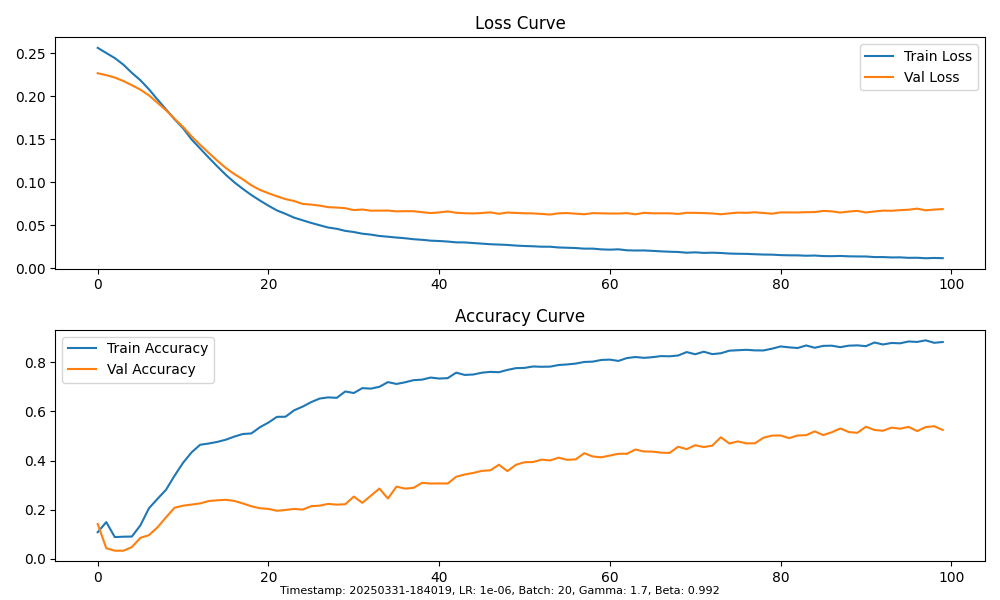 Loss Curve
0.25
0.20
0.15
0.10
0.05
0.00
Train Loss
Val Loss
0 20 40 60 80 100
Accuracy Curve
0.8
0.6
0.4
0.2
0.0
Train Accuracy
Val Accuracy
0 20 40 60 80 100
Timestamp: 20250331-184019, LR: 1e-06, Batch: 20, Gamma: 1.7, Beta: 0.992